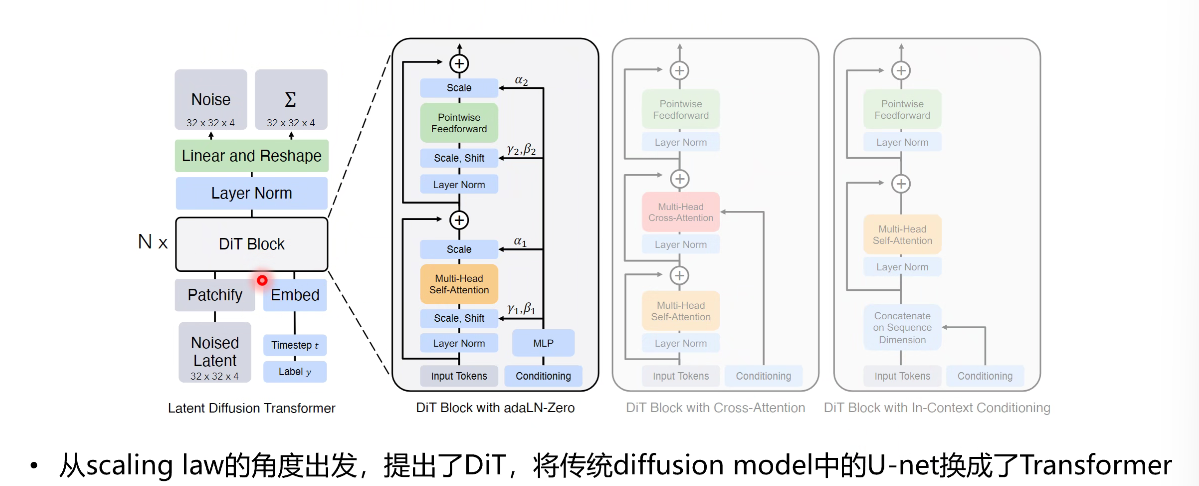 Noise
32 x 32 x 4
Σ
32 x 32 x 4
Linear and Reshape
Layer Norm
N x
DiT Block
Patchify
Embed
Noised
Latent
32 x 32 x 4
Timestep t
Label y
Latent Diffusion Transformer
Scale
α₂
Pointwise
Feedforward
γ₂,β₂
Scale, Shift
Layer Norm
α₁
Scale
Multi-Head
Self-Attention
γ₁,β₁
Scale, Shift
Layer Norm
MLP
Input Tokens
Conditioning
DiT Block with adaLN-Zero
Pointwise
Feedforward
Layer Norm
Multi-Head
Cross-Attention
Layer Norm
Multi-Head
Self-Attention
Layer Norm
Input Tokens
Conditioning
DiT Block with Cross-Attention
Pointwise
Feedforward
Layer Norm
Multi-Head
Self-Attention
Layer Norm
Concatenate
on Sequence
Dimension
Input Tokens
Conditioning
DiT Block with In-Context Conditioning
• 从scaling law的角度出发，提出了DiT，将传统diffusion model中的U-net换成了Transformer